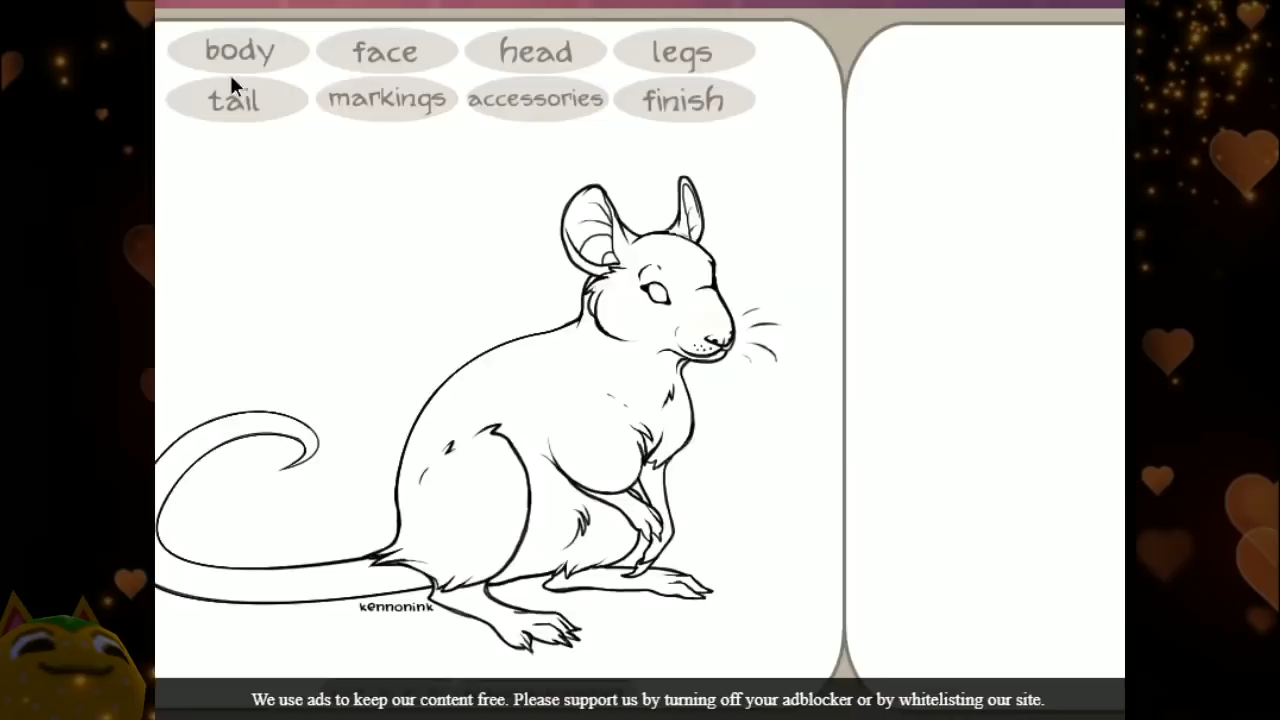 body face head legs
tail markings accessories finish
kennonink
We use ads to keep our content free. Please support us by turning off your adblocker or by whitelisting our site.